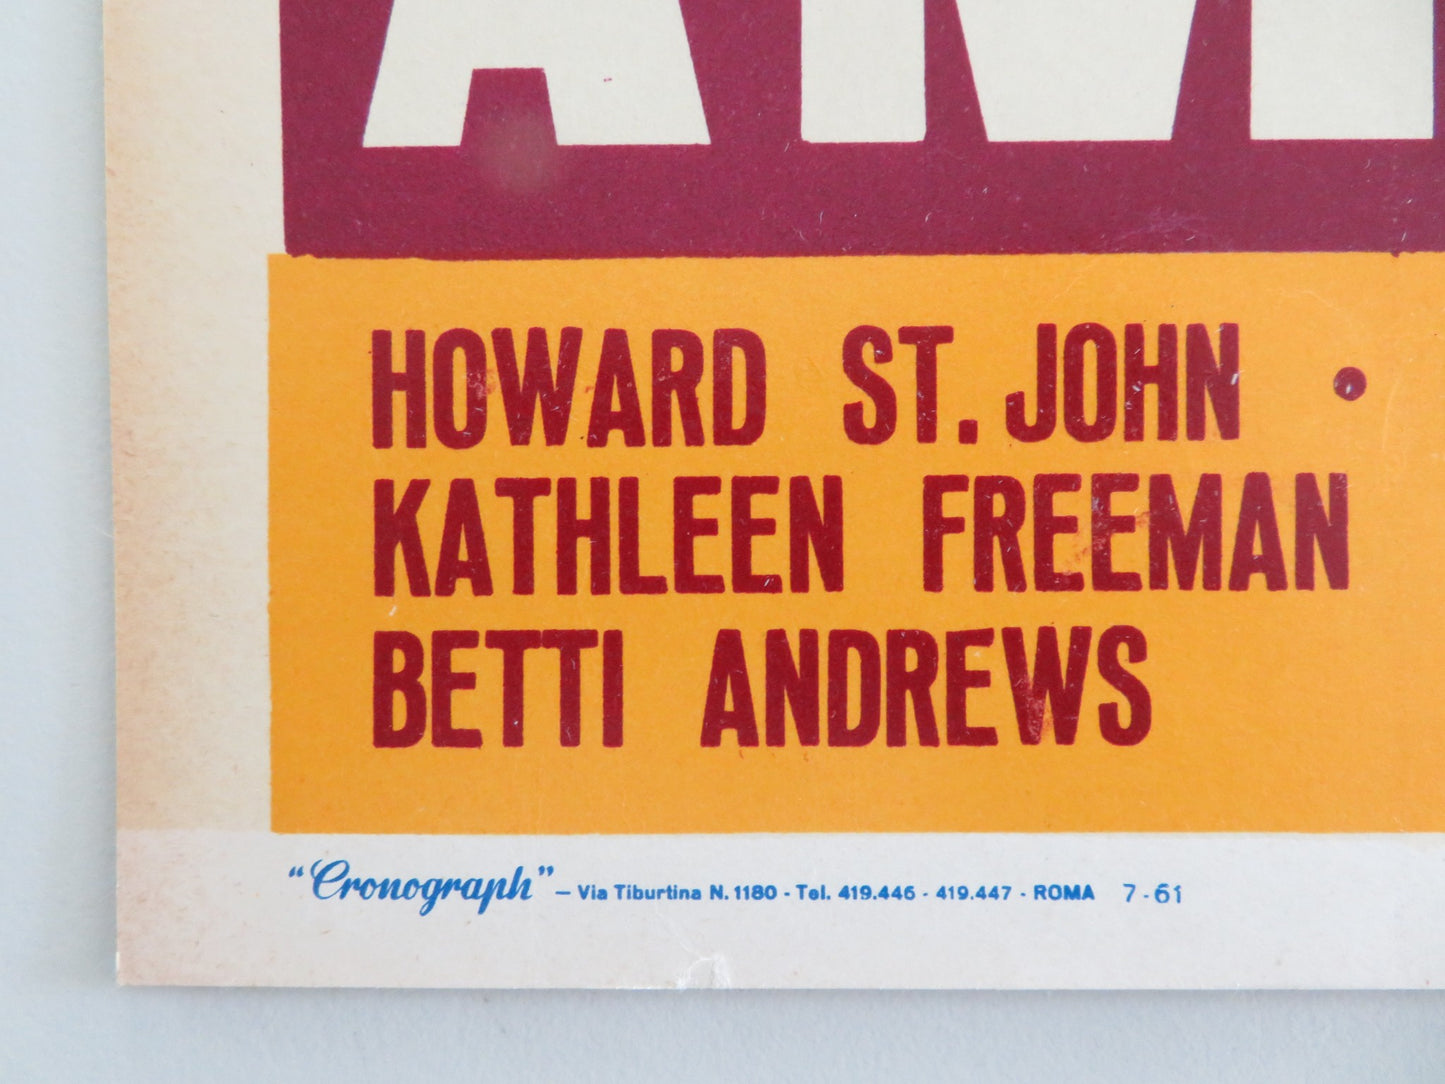 AM
HOWARD ST. JOHN •
KATHLEEN FREEMAN
BETTI ANDREWS
"Cronograph" – Via Tiburtina N. 1180 - Tel. 419.446 - 419.447 - ROMA 7-61